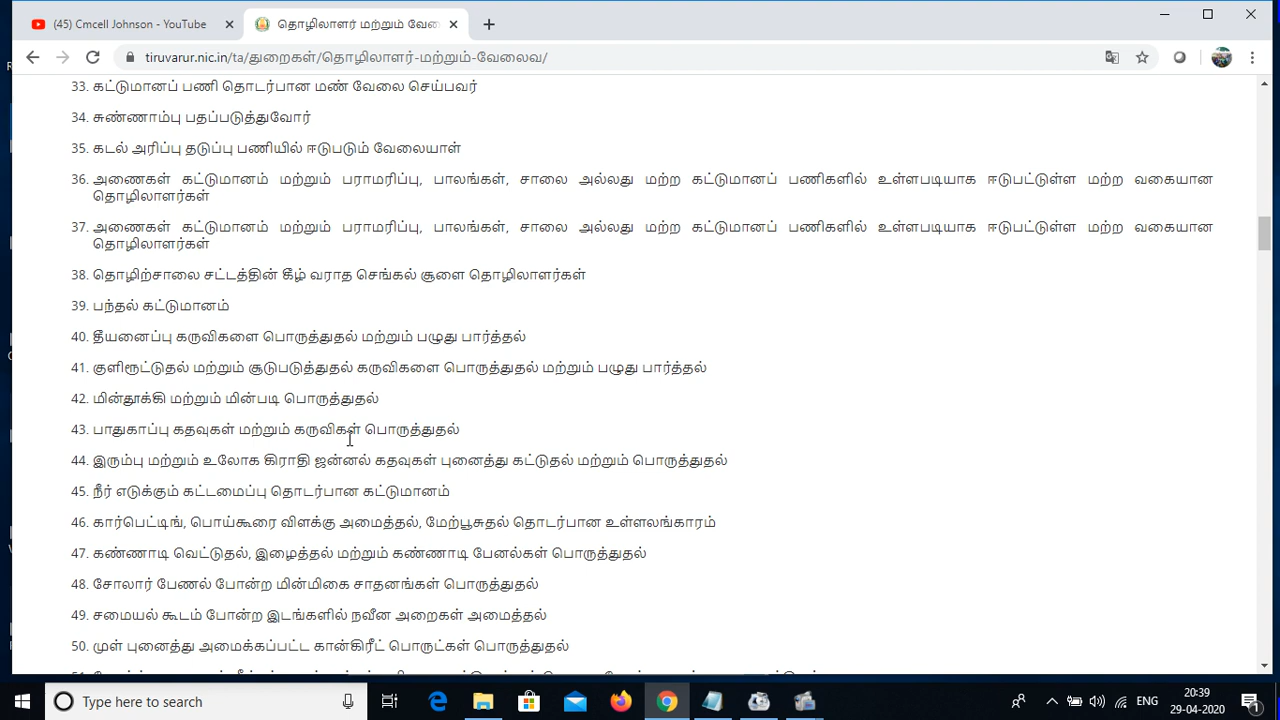 (45) Cmcell Johnson - YouTube
தொழிலாளர் மற்றும் வேலை
tiruvarur.nic.in/ta/துறைகள்/தொழிலாளர்-மற்றும்-வேலைவ/
33. கட்டுமானப் பணி தொடர்பான மண் வேலை செய்பவர்
34. சுண்ணாம்பு பதப்படுத்துவோர்
35. கடல் அரிப்பு தடுப்பு பணியில் ஈடுபடும் வேலையாள்
36. அணைகள் கட்டுமானம் மற்றும் பராமரிப்பு, பாலங்கள், சாலை அல்லது மற்ற கட்டுமானப் பணிகளில் உள்ளபடியாக ஈடுபட்டுள்ள மற்ற வகையான
தொழிலாளர்கள்
37. அணைகள் கட்டுமானம் மற்றும் பராமரிப்பு, பாலங்கள், சாலை அல்லது மற்ற கட்டுமானப் பணிகளில் உள்ளபடியாக ஈடுபட்டுள்ள மற்ற வகையான
தொழிலாளர்கள்
38. தொழிற்சாலை சட்டத்தின் கீழ் வராத செங்கல் சூளை தொழிலாளர்கள்
39. பந்தல் கட்டுமானம்
40. தீயனைப்பு கருவிகளை பொருத்துதல் மற்றும் பழுது பார்த்தல்
41. குளிரூட்டுதல் மற்றும் சூடுபடுத்துதல் கருவிகளை பொருத்துதல் மற்றும் பழுது பார்த்தல்
42. மின்தூக்கி மற்றும் மின்படி பொருத்துதல்
43. பாதுகாப்பு கதவுகள் மற்றும் கருவிகள் பொருத்துதல்
44. இரும்பு மற்றும் உலோக கிராதி ஜன்னல் கதவுகள் புனைத்து கட்டுதல் மற்றும் பொருத்துதல்
45. நீர் எடுக்கும் கட்டமைப்பு தொடர்பான கட்டுமானம்
46. கார்பெட்டிங், பொய்கூரை விளக்கு அமைத்தல், மேற்பூசுதல் தொடர்பான உள்ளலங்காரம்
47. கண்ணாடி வெட்டுதல், இழைத்தல் மற்றும் கண்ணாடி பேனல்கள் பொருத்துதல்
48. சோலார் பேணல் போன்ற மின்மிகை சாதனங்கள் பொருத்துதல்
49. சமையல் கூடம் போன்ற இடங்களில் நவீன அறைகள் அமைத்தல்
50. முள் புனைத்து அமைக்கப்பட்ட கான்கிரீட் பொருட்கள் பொருத்துதல்
Type here to search
ENG
20:39
29-04-2020